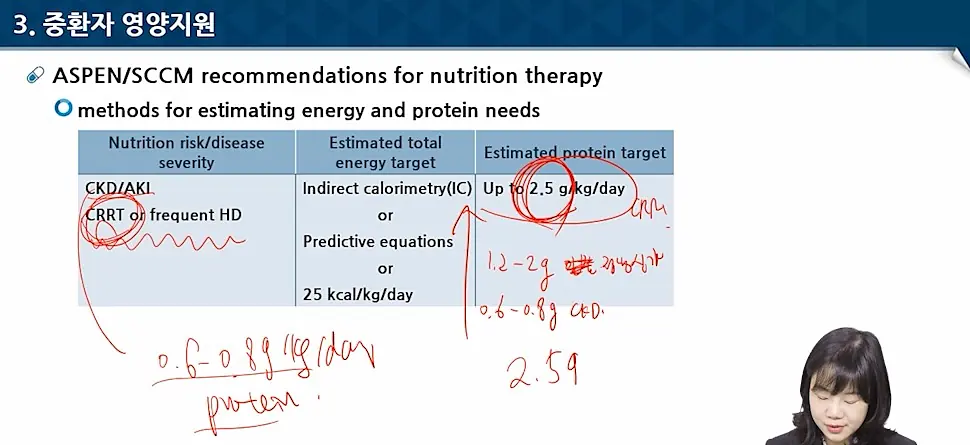 3. 중환자 영양지원
ASPEN/SCCM recommendations for nutrition therapy
methods for estimating energy and protein needs
Nutrition risk/disease severity
Estimated total energy target
Estimated protein target
CKD/AKI
CRRT or frequent HD
Indirect calorimetry(IC)
or
Predictive equations
or
25 kcal/kg/day
Up to 2.5 g/kg/day
CRRT
1.2-2g
0.6-0.8g CKD.
2.5g
0.6-0.8g/kg/day
protein.